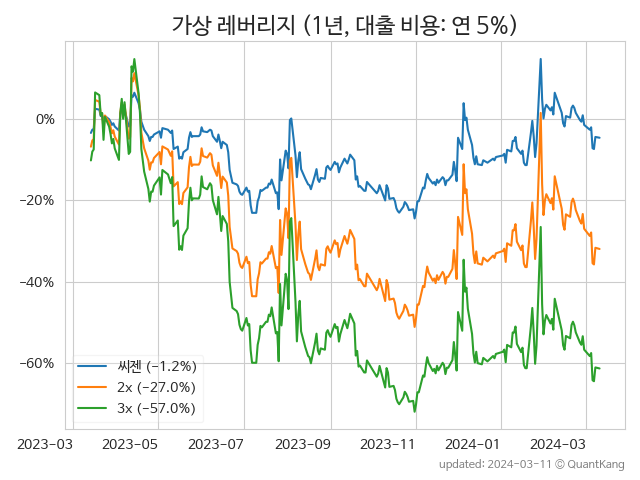 가상 레버리지 (1년, 대출 비용: 연 5%)
0%
−20%
−40%
−60%
씨젠 (−1.2%)
2x (−27.0%)
3x (−57.0%)
2023-03 2023-05 2023-07 2023-09 2023-11 2024-01 2024-03
updated: 2024-03-11 © QuantKang